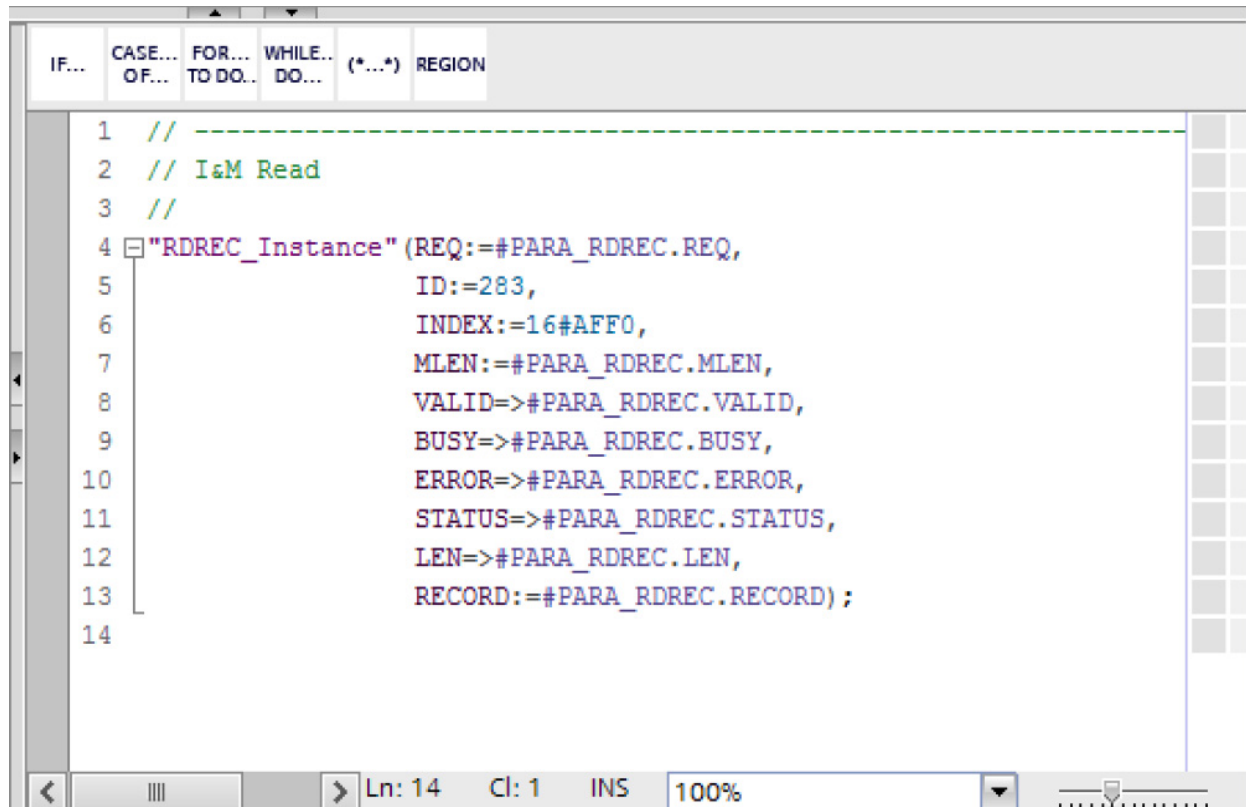 IF... CASE... OF... FOR... TO DO... WHILE.. DO... (*...*) REGION
1 // ---------------------------------------------------------------
2 // I&M Read
3 //
4 "RDREC_Instance"(REQ:=#PARA_RDREC.REQ,
5 ID:=283,
6 INDEX:=16#AFF0,
7 MLEN:=#PARA_RDREC.MLEN,
8 VALID=>#PARA_RDREC.VALID,
9 BUSY=>#PARA_RDREC.BUSY,
10 ERROR=>#PARA_RDREC.ERROR,
11 STATUS=>#PARA_RDREC.STATUS,
12 LEN=>#PARA_RDREC.LEN,
13 RECORD:=#PARA_RDREC.RECORD);
14
Ln: 14 Cl: 1 INS 100%